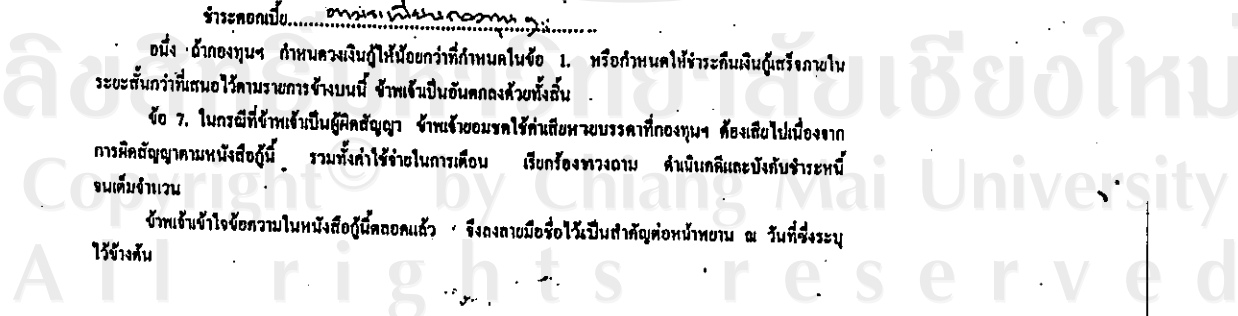 ชำระดอกเบี้ย
อนึ่ง ถ้ากองทุนฯ กำหนดวงเงินกู้ให้น้อยกว่าที่กำหนดในข้อ 1. หรือกำหนดให้ชำระคืนเงินกู้เสร็จภายใน
ระยะสั้นกว่าที่เสนอไว้ตามรายการข้างบนนี้ ข้าพเจ้าเป็นอันตกลงด้วยทั้งสิ้น
ข้อ 7. ในกรณีที่ข้าพเจ้าเป็นผู้ผิดสัญญา ข้าพเจ้ายอมชดใช้ค่าเสียหายบรรดาที่กองทุนฯ ต้องเสียไปเนื่องจาก
การผิดสัญญาตามหนังสือกู้นี้ รวมทั้งค่าใช้จ่ายในการเตือน เรียกร้องทวงถาม ดำเนินคดีและบังคับชำระหนี้
จนเต็มจำนวน
ข้าพเจ้าเข้าใจข้อความในหนังสือกู้นี้ตลอดแล้ว จึงลงลายมือชื่อไว้เป็นสำคัญต่อหน้าพยาน ณ วันที่ซึ่งระบุ
ไว้ข้างต้น
ลิขสิทธิ์มหาวิทยาลัยเชียงใหม่
Copyright© by Chiang Mai University
All rights reserved